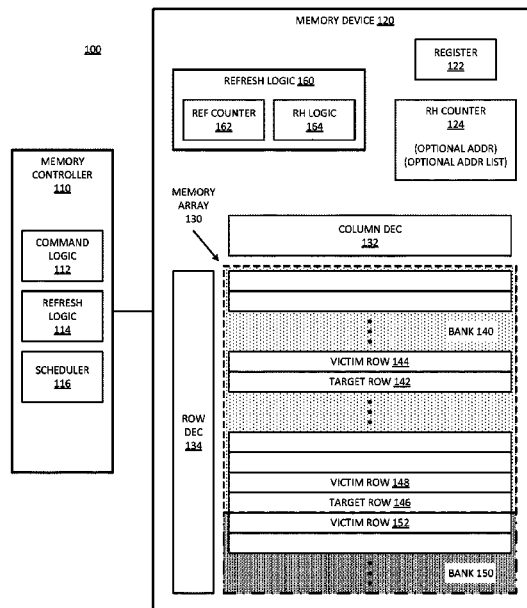 100
MEMORY DEVICE 120
REGISTER
122
REFRESH LOGIC 160
REF COUNTER
162
RH LOGIC
164
RH COUNTER
124
(OPTIONAL ADDR)
(OPTIONAL ADDR LIST)
MEMORY
CONTROLLER
110
COMMAND
LOGIC
112
REFRESH
LOGIC
114
SCHEDULER
116
MEMORY
ARRAY
130
COLUMN DEC
132
ROW
DEC
134
BANK 140
VICTIM ROW 144
TARGET ROW 142
VICTIM ROW 148
TARGET ROW 146
VICTIM ROW 152
BANK 150